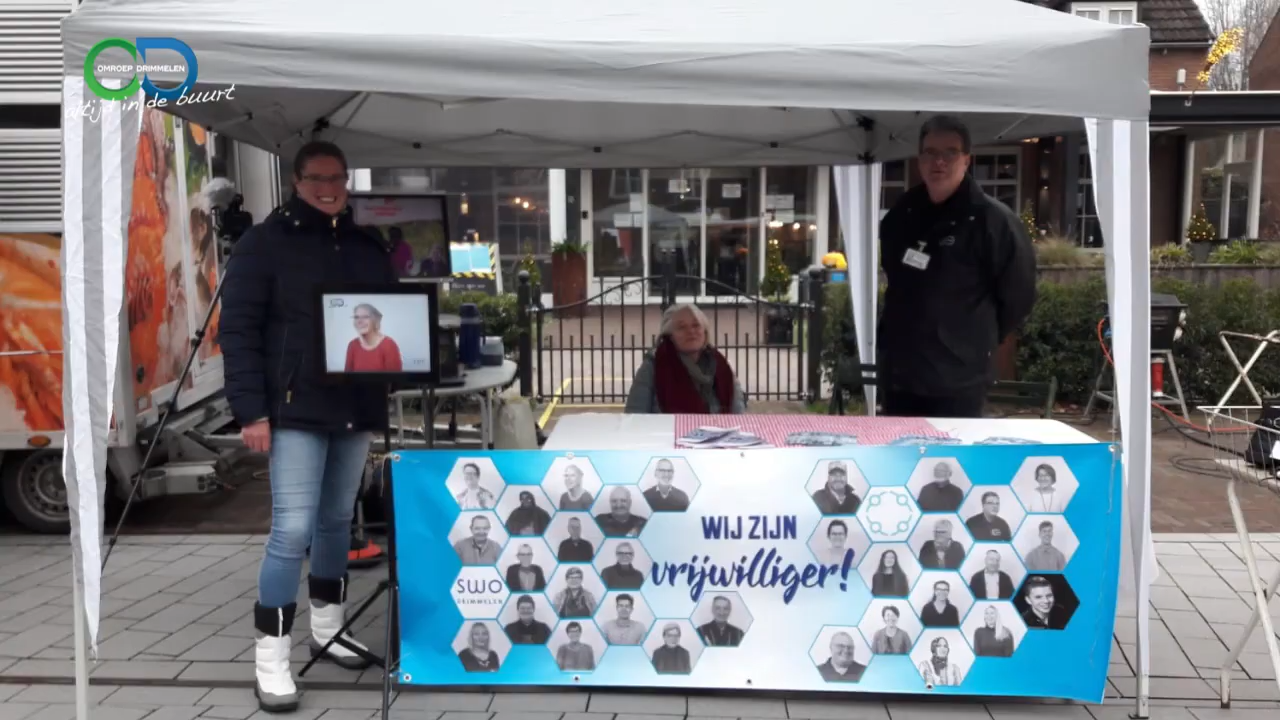 OMROEP DRIMMELEN
altijd in de buurt
WIJ ZIJN
vrijwilliger!
SWO
DRIMMELEN